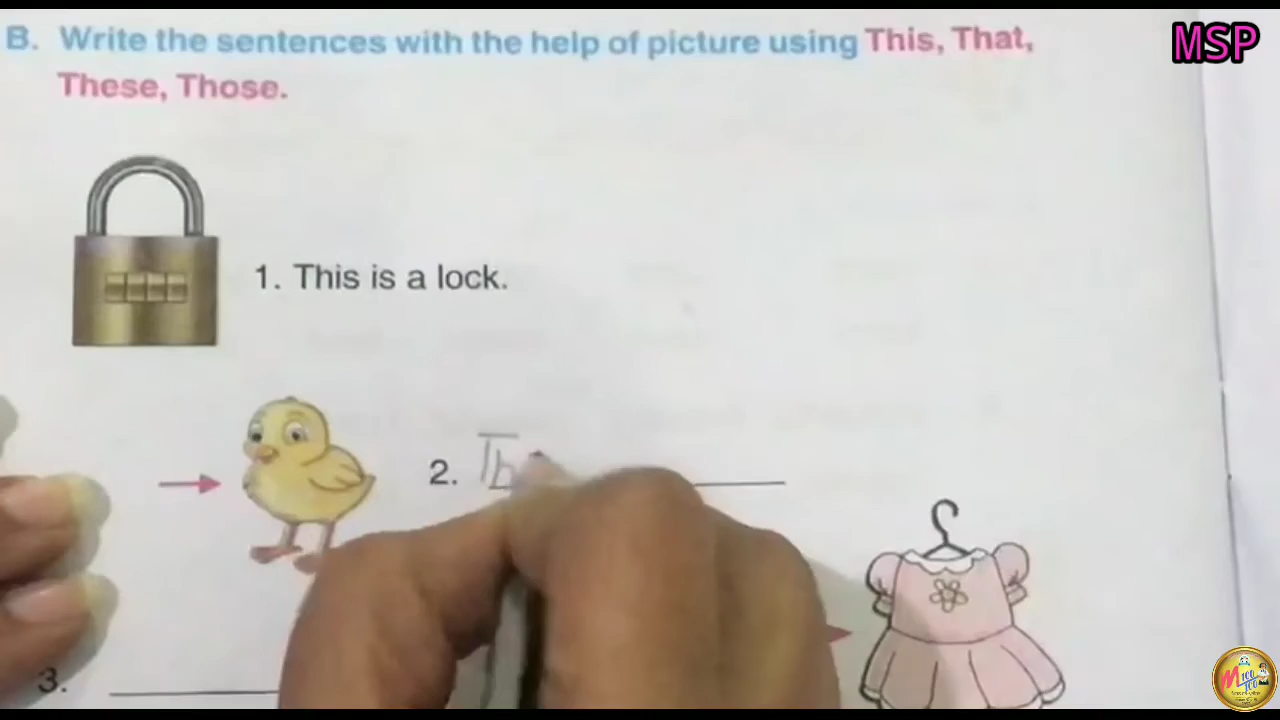 MSP
B. Write the sentences with the help of picture using This, That,
These, Those.
1. This is a lock.
2. Th
3.